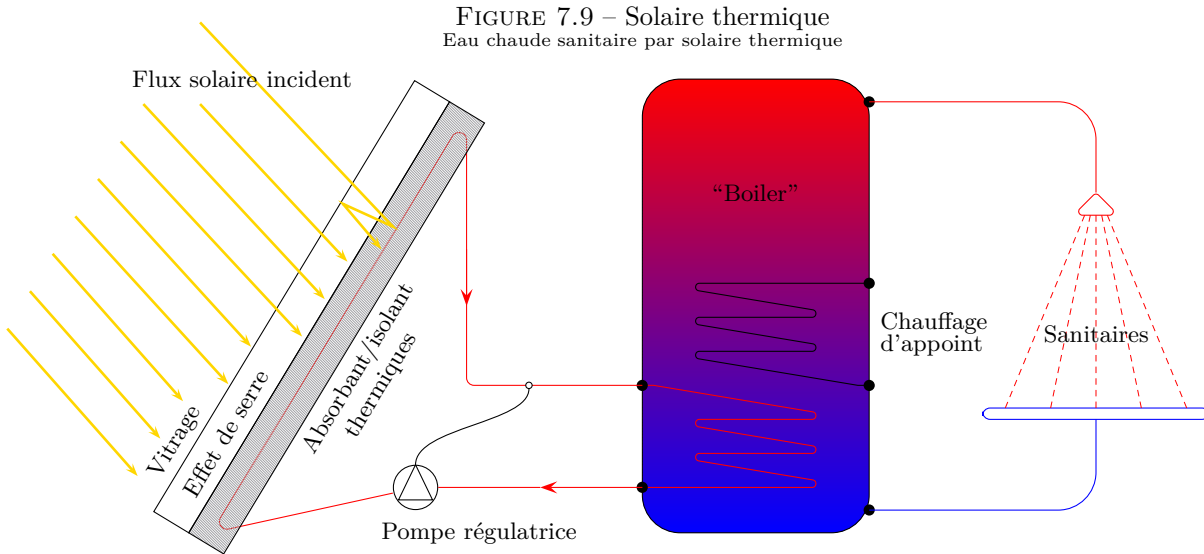 FIGURE 7.9 – Solaire thermique
Eau chaude sanitaire par solaire thermique
Flux solaire incident
“Boiler”
Chauffage
d'appoint
Sanitaires
Vitrage
Effet de serre
Absorbant/isolant
thermiques
Pompe régulatrice